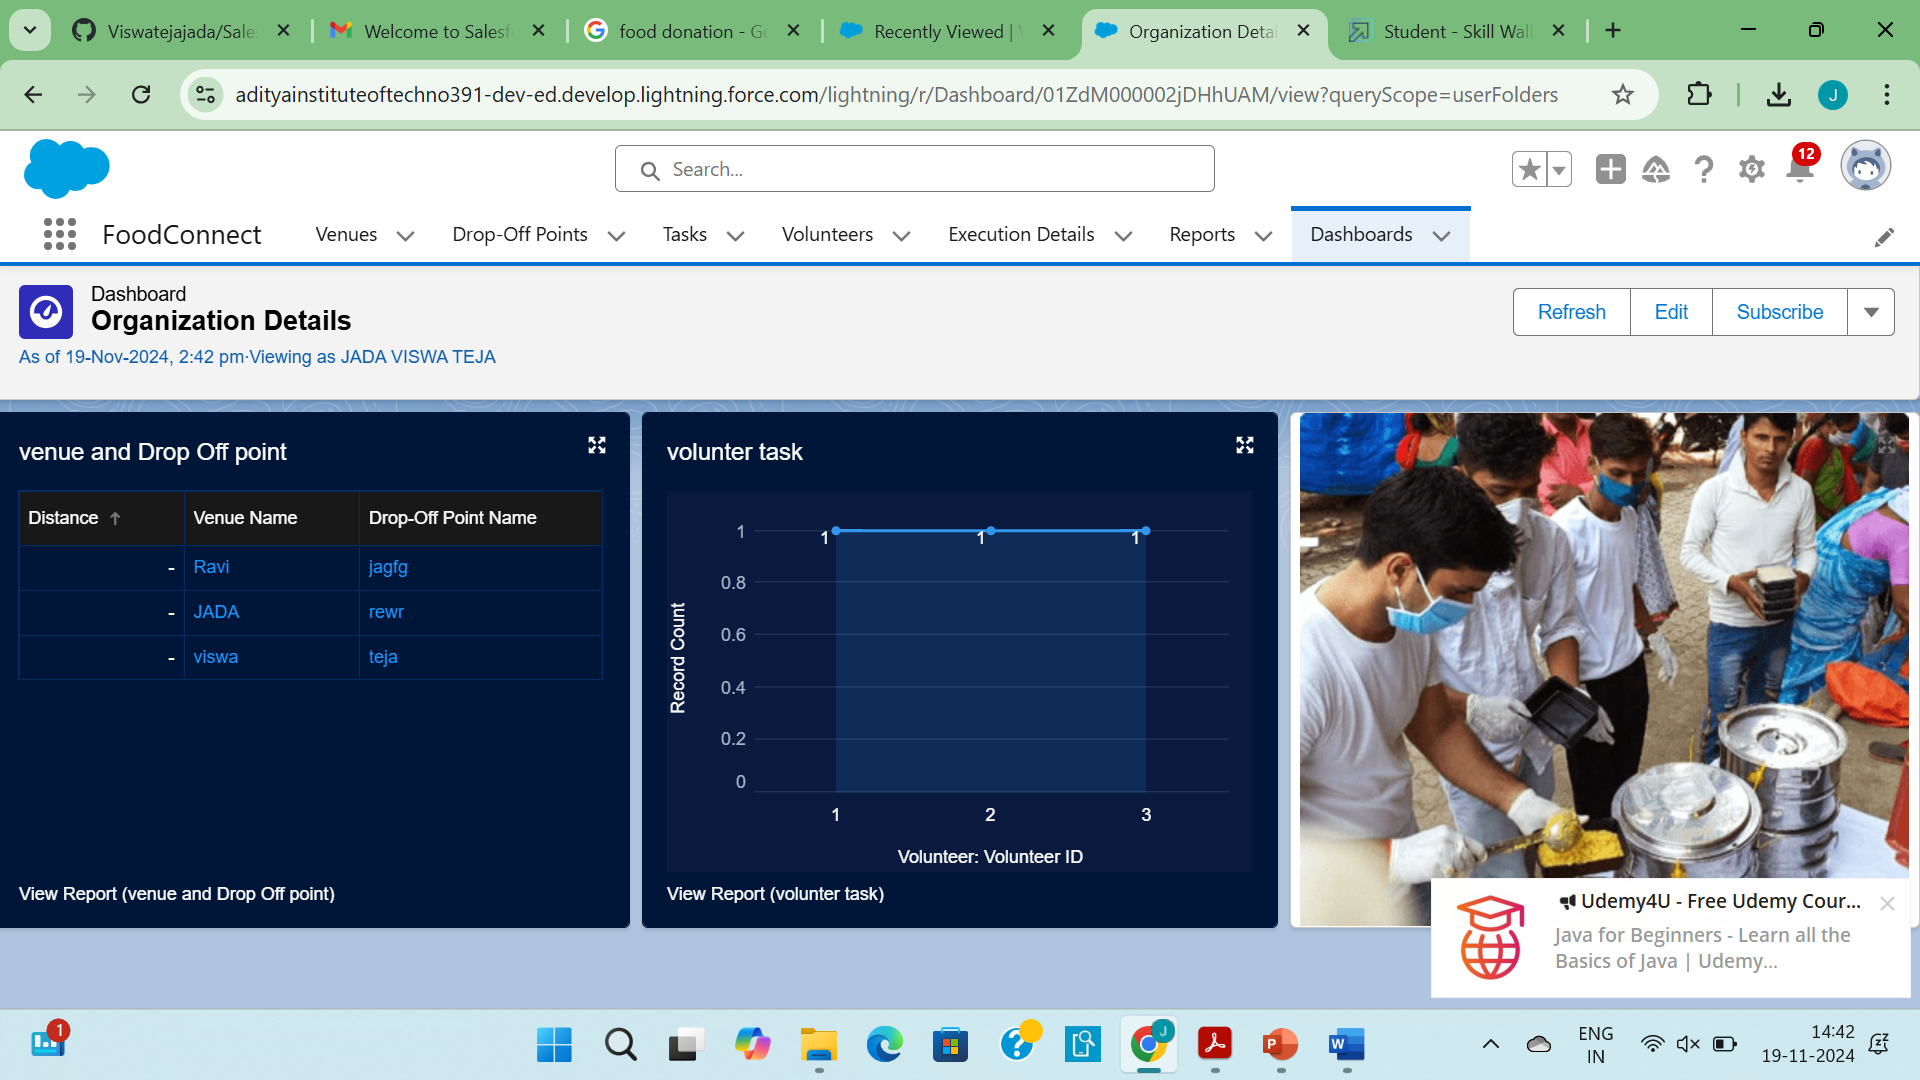 Viswatejajada/Sale
Welcome to Salesf
food donation - Go
Recently Viewed | V
Organization Detai
Student - Skill Wall
adityainstituteoftechno391-dev-ed.develop.lightning.force.com/lightning/r/Dashboard/01ZdM000002jDHhUAM/view?queryScope=userFolders
J
Search...
12
FoodConnect
Venues
Drop-Off Points
Tasks
Volunteers
Execution Details
Reports
Dashboards
Dashboard
Organization Details
As of 19-Nov-2024, 2:42 pm·Viewing as JADA VISWA TEJA
Refresh
Edit
Subscribe
venue and Drop Off point
Distance ↑ Venue Name Drop-Off Point Name
- Ravi jagfg
- JADA rewr
- viswa teja
View Report (venue and Drop Off point)
volunter task
Record Count
1
0.8
0.6
0.4
0.2
0
1 1 1
1 2 3
Volunteer: Volunteer ID
View Report (volunter task)
Udemy4U - Free Udemy Cour...
Java for Beginners - Learn all the
Basics of Java | Udemy...
1
J
P
W
ENG
IN
14:42
19-11-2024